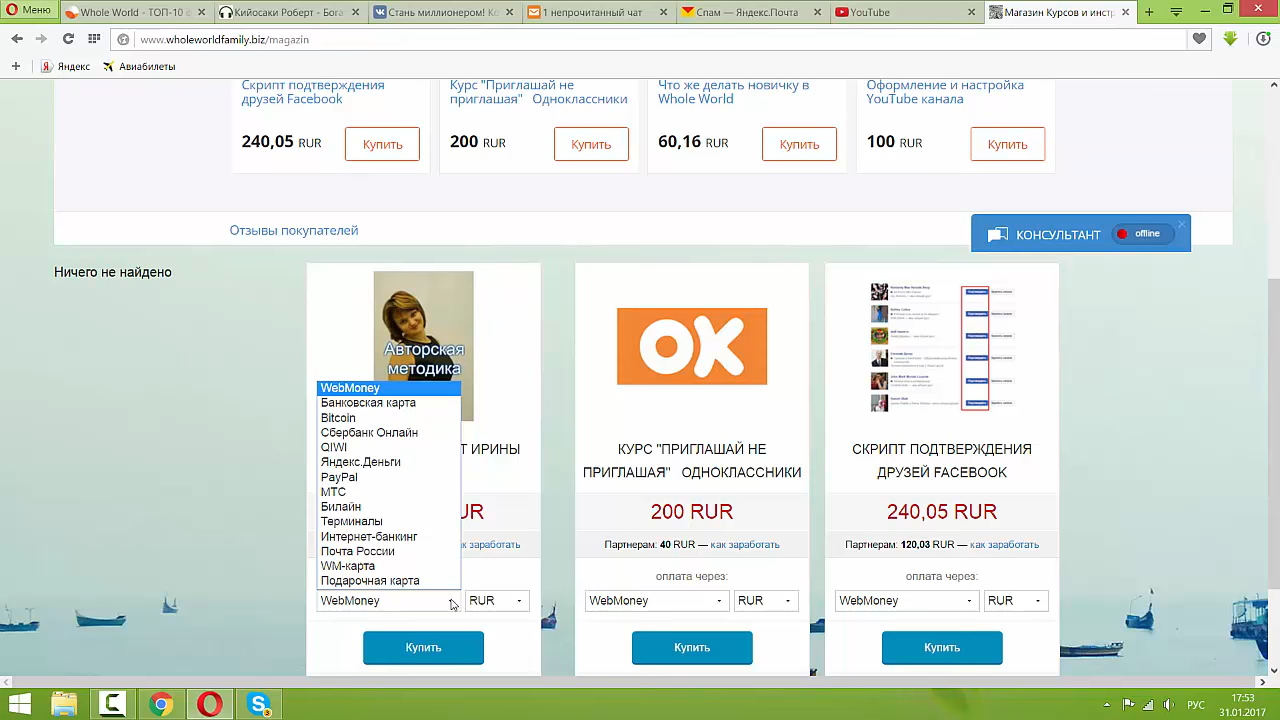 Меню
Whole World - ТОП-10 с
Кийосаки Роберт - Богат
Стань миллионером! Ко
1 непрочитанный чат
Спам — Яндекс.Почта
YouTube
Магазин Курсов и инстр
www.wholeworldfamily.biz/magazin
Яндекс
Авиабилеты
Скрипт подтверждения
друзей Facebook
Курс "Приглашай не
приглашая" Одноклассники
Что же делать новичку в
Whole World
Оформление и настройка
YouTube канала
240,05 RUR
Купить
200 RUR
Купить
60,16 RUR
Купить
100 RUR
Купить
Отзывы покупателей
КОНСУЛЬТАНТ
offline
Ничего не найдено
Авторская
методика
WebMoney
Банковская карта
Bitcoin
Сбербанк Онлайн
QIWI
Яндекс.Деньги
PayPal
МТС
Билайн
Терминалы
Интернет-банкинг
Почта России
WM-карта
Подарочная карта
Т ИРИНЫ
UR
к заработать
WebMoney
RUR
Купить
ОК
КУРС "ПРИГЛАШАЙ НЕ
ПРИГЛАШАЯ" ОДНОКЛАССНИКИ
200 RUR
Партнерам: 40 RUR — как заработать
оплата через:
WebMoney
RUR
Купить
СКРИПТ ПОДТВЕРЖДЕНИЯ
ДРУЗЕЙ FACEBOOK
240,05 RUR
Партнерам: 120,03 RUR — как заработать
оплата через:
WebMoney
RUR
Купить
РУС
17:53
31.01.2017